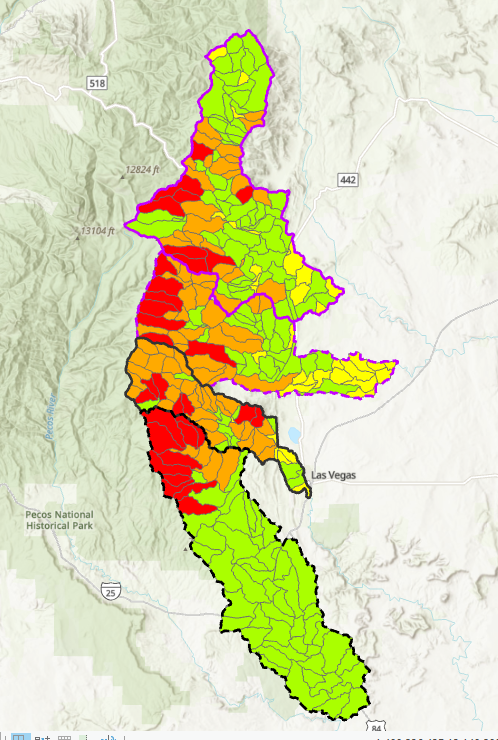 518
442
12824 ft
13104 ft
Pecos River
Las Vegas
Pecos National
Historical Park
25
84